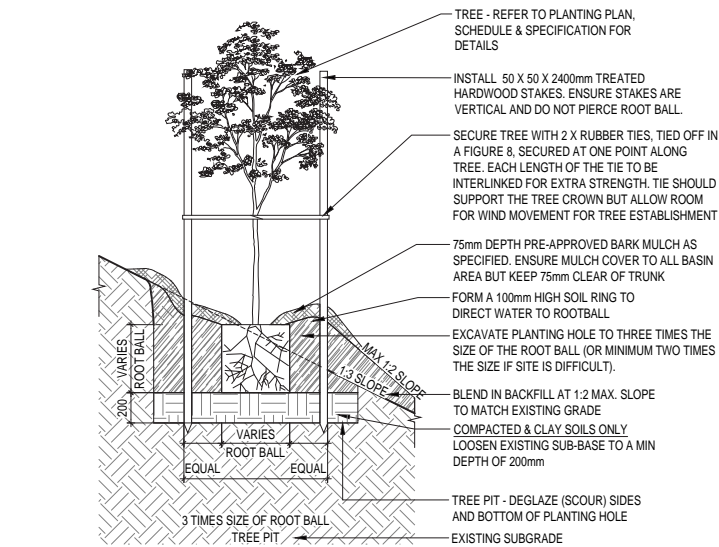 TREE - REFER TO PLANTING PLAN,
SCHEDULE & SPECIFICATION FOR
DETAILS
INSTALL 50 X 50 X 2400mm TREATED
HARDWOOD STAKES. ENSURE STAKES ARE
VERTICAL AND DO NOT PIERCE ROOT BALL.
SECURE TREE WITH 2 X RUBBER TIES, TIED OFF IN
A FIGURE 8, SECURED AT ONE POINT ALONG
TREE. EACH LENGTH OF THE TIE TO BE
INTERLINKED FOR EXTRA STRENGTH. TIE SHOULD
SUPPORT THE TREE CROWN BUT ALLOW ROOM
FOR WIND MOVEMENT FOR TREE ESTABLISHMENT
75mm DEPTH PRE-APPROVED BARK MULCH AS
SPECIFIED. ENSURE MULCH COVER TO ALL BASIN
AREA BUT KEEP 75mm CLEAR OF TRUNK
FORM A 100mm HIGH SOIL RING TO
DIRECT WATER TO ROOTBALL
EXCAVATE PLANTING HOLE TO THREE TIMES THE
SIZE OF THE ROOT BALL (OR MINIMUM TWO TIMES
THE SIZE IF SITE IS DIFFICULT).
BLEND IN BACKFILL AT 1:2 MAX. SLOPE
TO MATCH EXISTING GRADE
COMPACTED & CLAY SOILS ONLY
LOOSEN EXISTING SUB-BASE TO A MIN
DEPTH OF 200mm
TREE PIT - DEGLAZE (SCOUR) SIDES
AND BOTTOM OF PLANTING HOLE
EXISTING SUBGRADE
MAX 1:2 SLOPE
1:3 SLOPE
VARIES
ROOT BALL
200
VARIES
ROOT BALL
EQUAL
EQUAL
3 TIMES SIZE OF ROOT BALL
TREE PIT